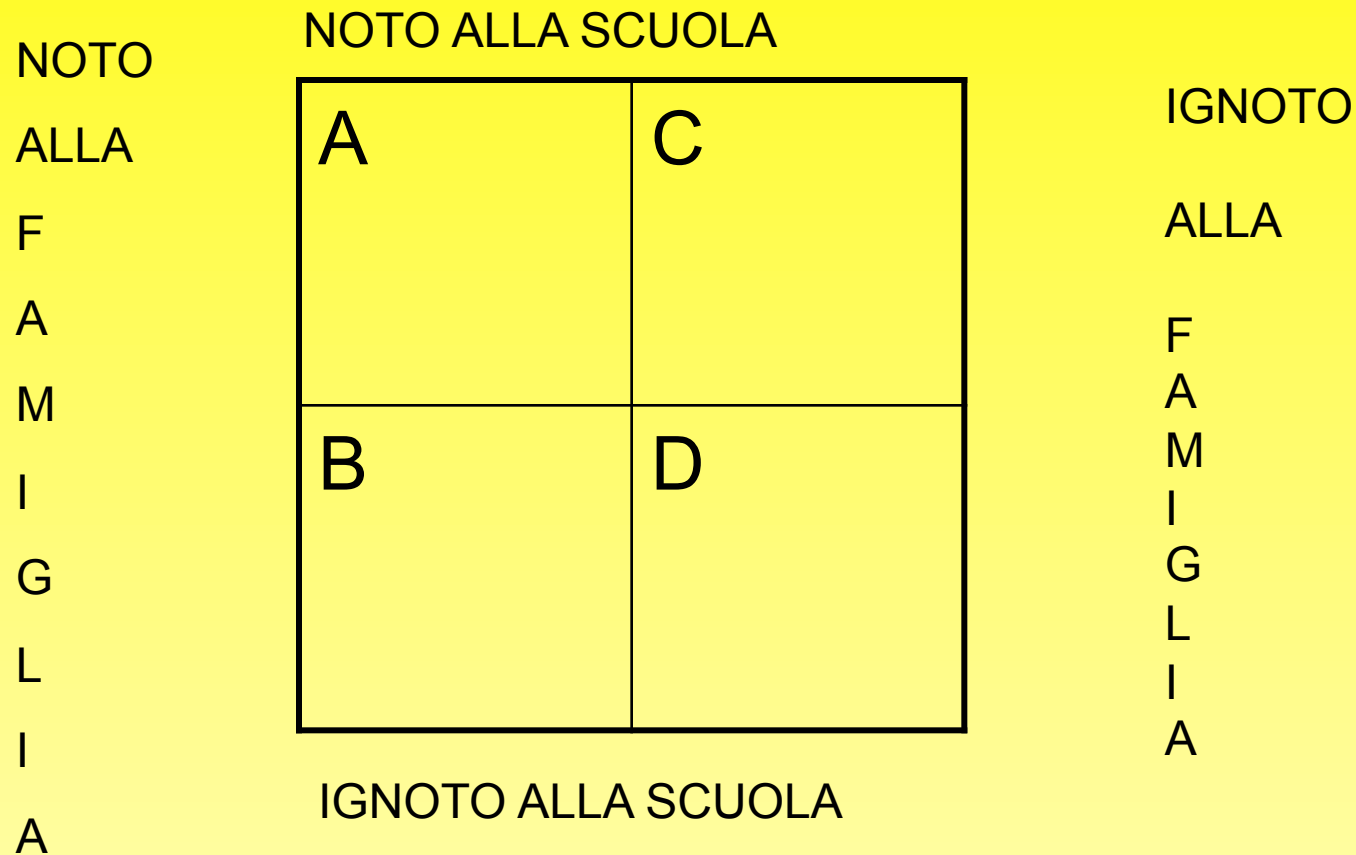 NOTO ALLA SCUOLA
NOTO
ALLA
F
A
M
I
G
L
I
A
A
C
B
D
IGNOTO
ALLA
F
A
M
I
G
L
I
A
IGNOTO ALLA SCUOLA